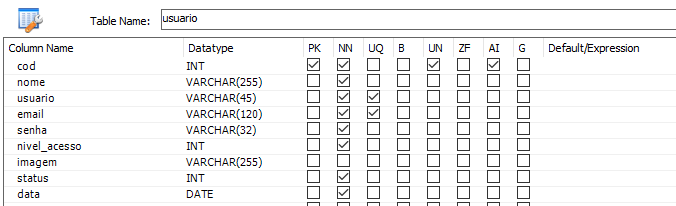 Table Name: usuario
Column Name Datatype PK NN UQ B UN ZF AI G Default/Expression
cod INT
nome VARCHAR(255)
usuario VARCHAR(45)
email VARCHAR(120)
senha VARCHAR(32)
nivel_acesso INT
imagem VARCHAR(255)
status INT
data DATE